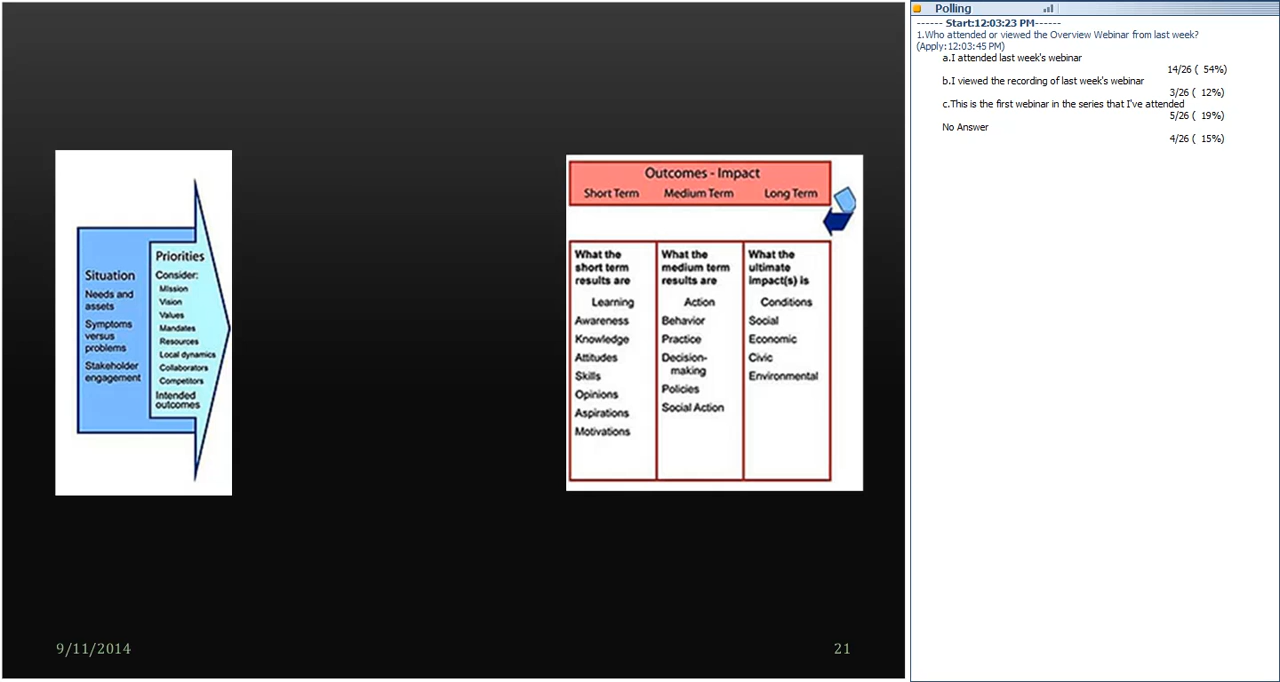 Situation
Needs and
assets
Symptoms
versus
problems
Stakeholder
engagement
Priorities
Consider:
Mission
Vision
Values
Mandates
Resources
Local dynamics
Collaborators
Competitors
Intended
outcomes
Outcomes - Impact
Short Term Medium Term Long Term
What the
short term
results are
Learning
Awareness
Knowledge
Attitudes
Skills
Opinions
Aspirations
Motivations
What the
medium term
results are
Action
Behavior
Practice
Decision-
making
Policies
Social Action
What the
ultimate
impact(s) is
Conditions
Social
Economic
Civic
Environmental
9/11/2014
21
Polling
------ Start:12:03:23 PM------
1.Who attended or viewed the Overview Webinar from last week?
(Apply:12:03:45 PM)
a.I attended last week's webinar
14/26 ( 54%)
b.I viewed the recording of last week's webinar
3/26 ( 12%)
c.This is the first webinar in the series that I've attended
5/26 ( 19%)
No Answer
4/26 ( 15%)